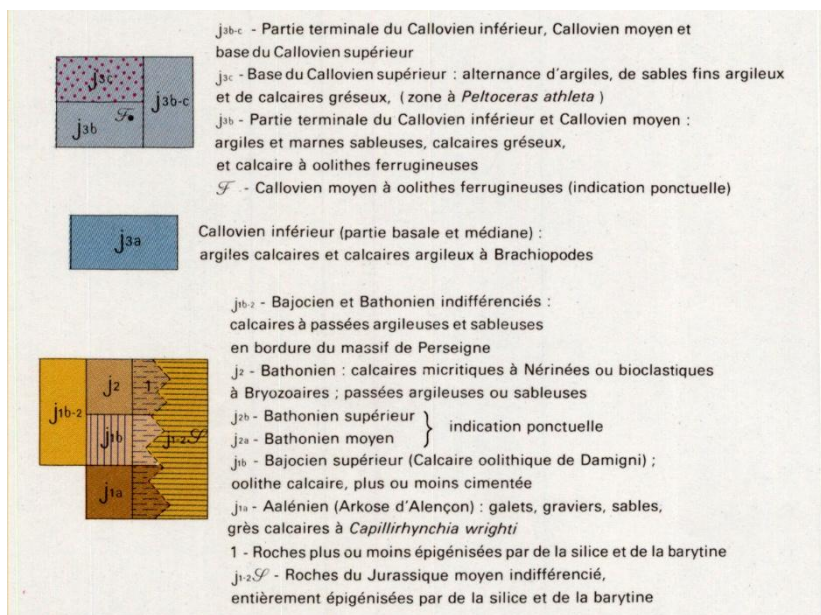 j3b-c - Partie terminale du Callovien inférieur, Callovien moyen et
base du Callovien supérieur
j3c - Base du Callovien supérieur : alternance d'argiles, de sables fins argileux
et de calcaires gréseux, ( zone à Peltoceras athleta )
j3b - Partie terminale du Callovien inférieur et Callovien moyen :
argiles et marnes sableuses, calcaires gréseux,
et calcaire à oolithes ferrugineuses
ℱ - Callovien moyen à oolithes ferrugineuses (indication ponctuelle)
j3c
j3b-c
ℱ
j3b
j3a
Callovien inférieur (partie basale et médiane) :
argiles calcaires et calcaires argileux à Brachiopodes
j1b-2 - Bajocien et Bathonien indifférenciés :
calcaires à passées argileuses et sableuses
en bordure du massif de Perseigne
j2 - Bathonien : calcaires micritiques à Nérinées ou bioclastiques
à Bryozoaires ; passées argileuses ou sableuses
j2b - Bathonien supérieur
j2a - Bathonien moyen } indication ponctuelle
j1b - Bajocien supérieur (Calcaire oolithique de Damigni) ;
oolithe calcaire, plus ou moins cimentée
j1a - Aalénien (Arkose d'Alençon) : galets, graviers, sables,
grès calcaires à Capillirhynchia wrighti
1 - Roches plus ou moins épigénisées par de la silice et de la barytine
j1-2𝒮 - Roches du Jurassique moyen indifférencié,
entièrement épigénisées par de la silice et de la barytine
j1b-2
j2
1
j1b
j1-2𝒮
j1a